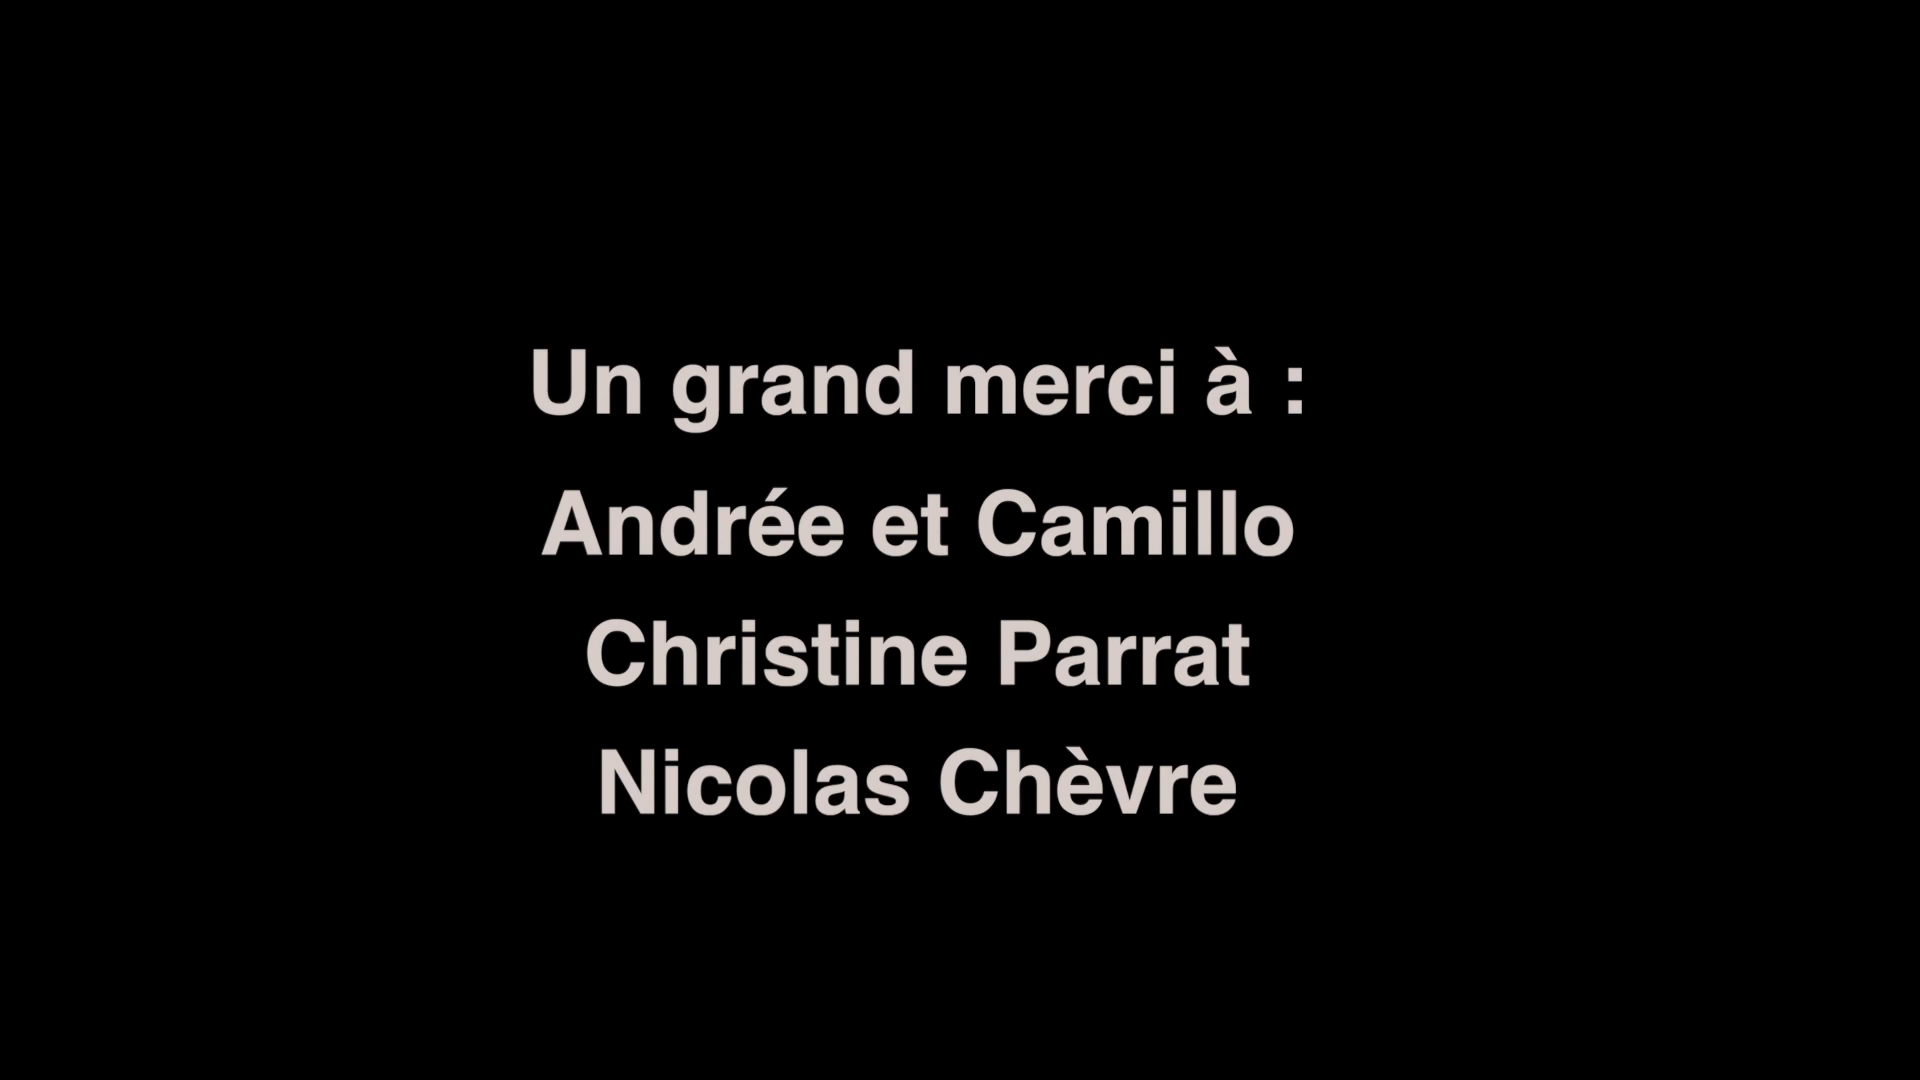 Un grand merci à :
Andrée et Camillo
Christine Parrat
Nicolas Chèvre